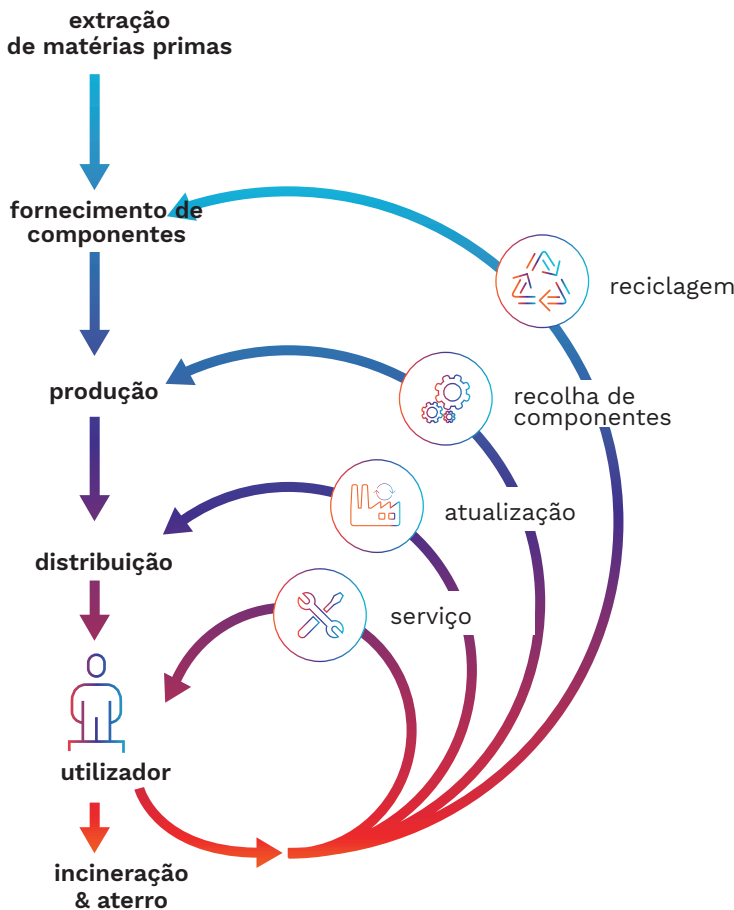 extração
de matérias primas
fornecimento de
componentes
reciclagem
produção
recolha de
componentes
atualização
distribuição
serviço
utilizador
incineração
& aterro